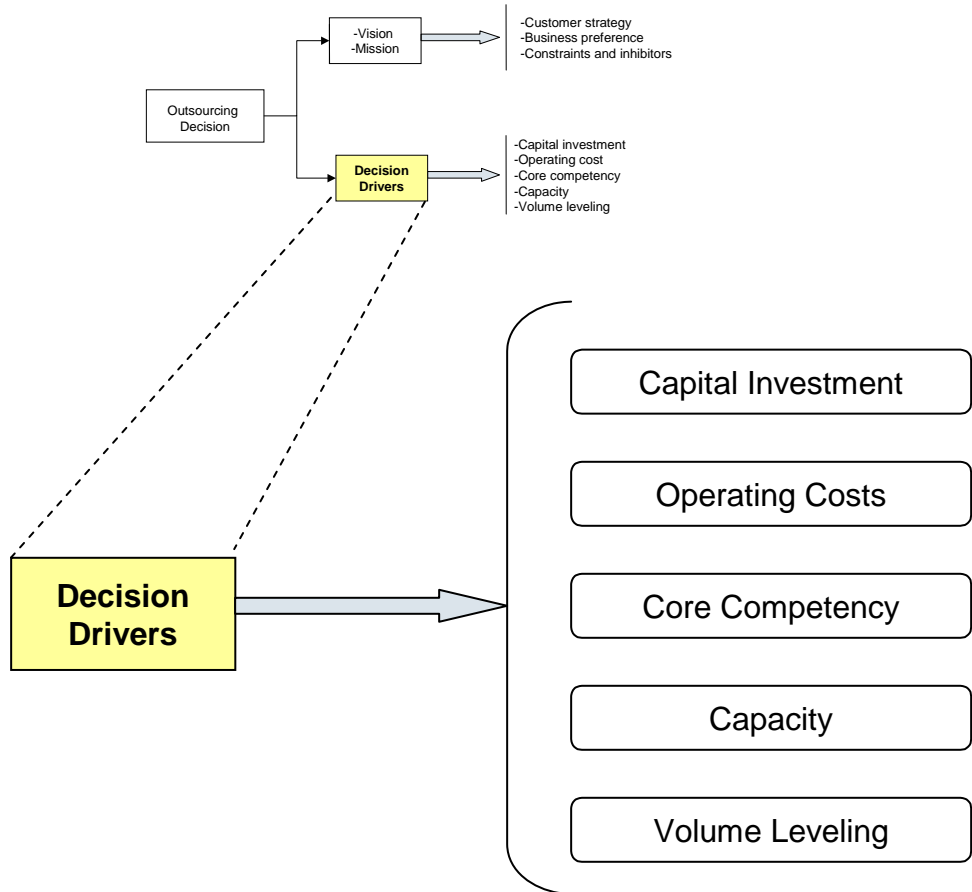 -Vision
-Mission
-Customer strategy
-Business preference
-Constraints and inhibitors
Outsourcing
Decision
Decision
Drivers
-Capital investment
-Operating cost
-Core competency
-Capacity
-Volume leveling
Decision
Drivers
Capital Investment
Operating Costs
Core Competency
Capacity
Volume Leveling